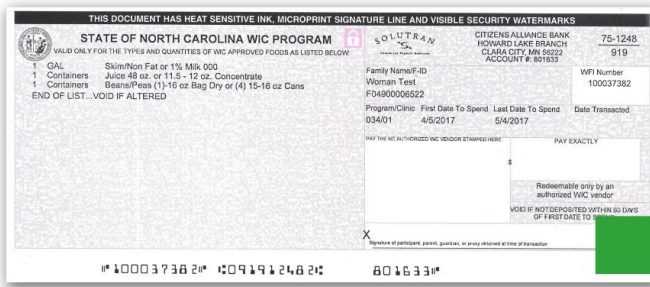 THIS DOCUMENT HAS HEAT SENSITIVE INK, MICROPRINT SIGNATURE LINE AND VISIBLE SECURITY WATERMARKS
STATE OF NORTH CAROLINA WIC PROGRAM
VALID ONLY FOR THE TYPES AND QUANTITIES OF WIC APPROVED FOODS AS LISTED BELOW
1 GAL Skim/Non Fat or 1% Milk 000
1 Containers Juice 48 oz. or 11.5 - 12 oz. Concentrate
1 Containers Beans/Peas (1)-16 oz Bag Dry or (4) 15-16 oz Cans
END OF LIST...VOID IF ALTERED
SOLUTRAN
CITIZENS ALLIANCE BANK
HOWARD LAKE BRANCH
CLARA CITY, MN 56222
ACCOUNT #: 801633
75-1248
919
Family Name/F-ID
Woman Test
F04900006522
WFI Number
100037382
Program/Clinic First Date To Spend Last Date To Spend Date Transacted
034/01 4/5/2017 5/4/2017
PAY THE NC AUTHORIZED WIC VENDOR STAMPED HERE
PAY EXACTLY
$
Redeemable only by an
authorized WIC vendor
VOID IF NOT DEPOSITED WITHIN 60 DAYS
OF FIRST DATE TO
X
Signature of participant, parent, guardian, or proxy obtained at time of transaction
⑈100037382⑈ ⑆091912482⑆ 801633⑈